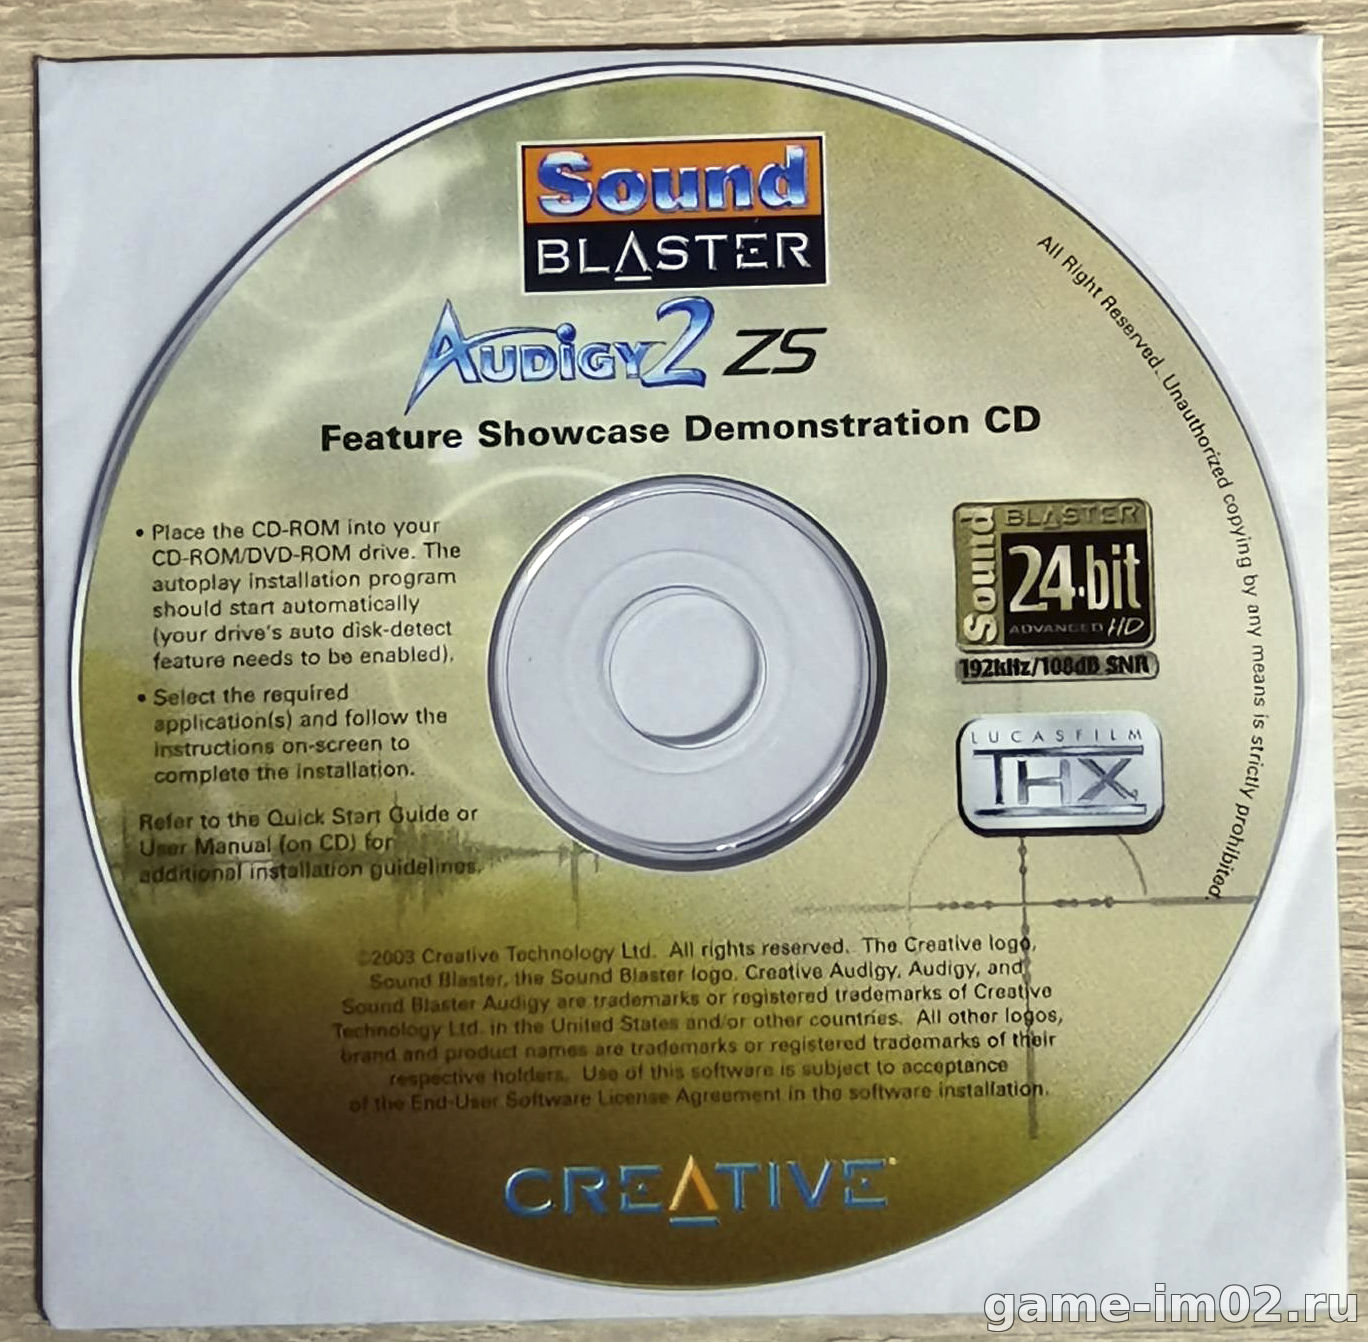 Sound
BLASTER
AUDIGY 2 ZS
Feature Showcase Demonstration CD
All Right Reserved. Unauthorized copying by any means is strictly prohibited.
• Place the CD-ROM into your
CD-ROM/DVD-ROM drive. The
autoplay installation program
should start automatically
(your drive's auto disk-detect
feature needs to be enabled).
• Select the required
application(s) and follow the
instructions on-screen to
complete the installation.
Refer to the Quick Start Guide or
User Manual (on CD) for
additional installation guidelines.
Sound BLASTER
24·bit
ADVANCED HD
192kHz/108dB SNR
LUCASFILM
THX
©2003 Creative Technology Ltd. All rights reserved. The Creative logo,
Sound Blaster, the Sound Blaster logo, Creative Audigy, Audigy, and
Sound Blaster Audigy are trademarks or registered trademarks of Creative
Technology Ltd. in the United States and/or other countries. All other logos,
brand and product names are trademarks or registered trademarks of their
respective holders. Use of this software is subject to acceptance
of the End-User Software License Agreement in the software installation.
CREATIVE
game-im02.ru